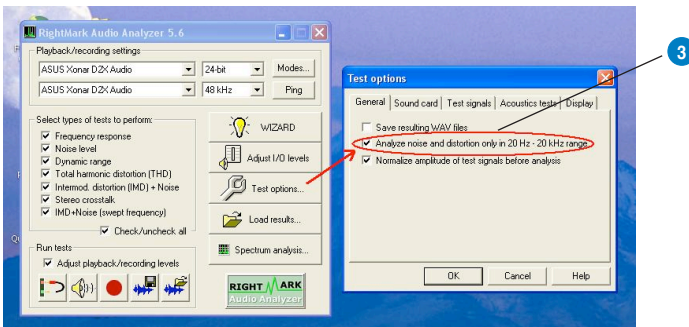 RightMark Audio Analyzer 5.6
Playback/recording settings
ASUS Xonar D2X Audio
24-bit
Modes...
ASUS Xonar D2X Audio
48 kHz
Ping
Select types of tests to perform:
Frequency response
Noise level
Dynamic range
Total harmonic distortion (THD)
Intermod. distortion (IMD) + Noise
Stereo crosstalk
IMD+Noise (swept frequency)
Check/uncheck all
WIZARD
Adjust I/O levels
Test options...
Load results...
Spectrum analysis...
Run tests
Adjust playback/recording levels
RIGHT MARK
Audio Analyzer
3
Test options
General
Sound card
Test signals
Acoustics tests
Display
Save resulting WAV files
Analyze noise and distortion only in 20 Hz - 20 kHz range
Normalize amplitude of test signals before analysis
OK
Cancel
Help